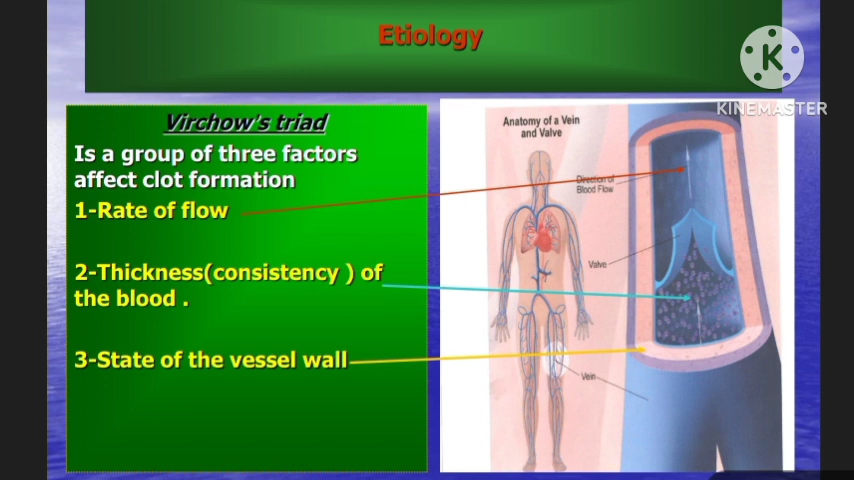 Etiology
KINEMASTER
Virchow's triad
Is a group of three factors
affect clot formation
1-Rate of flow
2-Thickness(consistency ) of
the blood .
3-State of the vessel wall
Anatomy of a Vein
and Valve
Direction of
Blood Flow
Valve
Vein